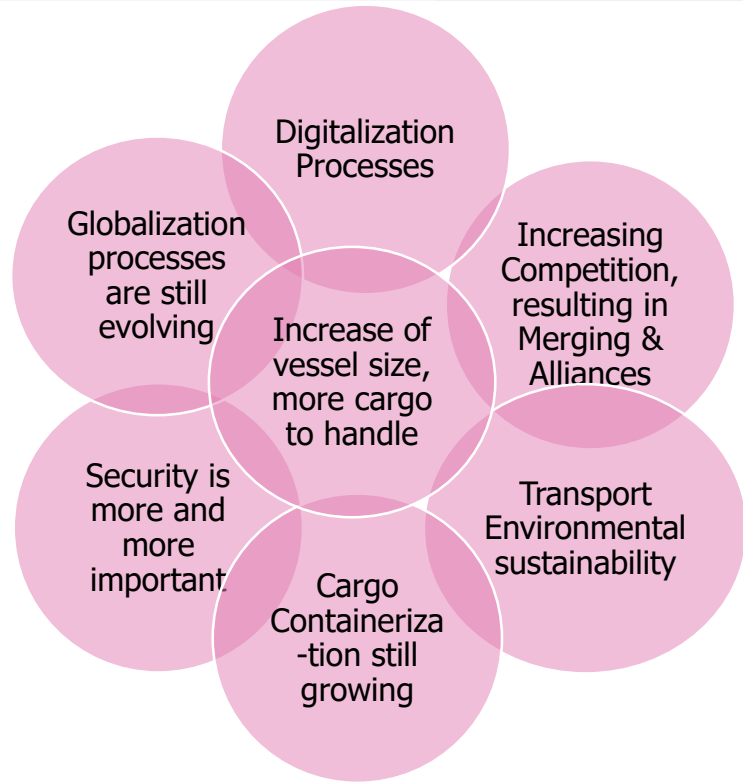 Digitalization
Processes
Globalization
processes
are still
evolving
Increasing
Competition,
resulting in
Merging &
Alliances
Increase of
vessel size,
more cargo
to handle
Security is
more and
more
important
Transport
Environmental
sustainability
Cargo
Containeriza
-tion still
growing